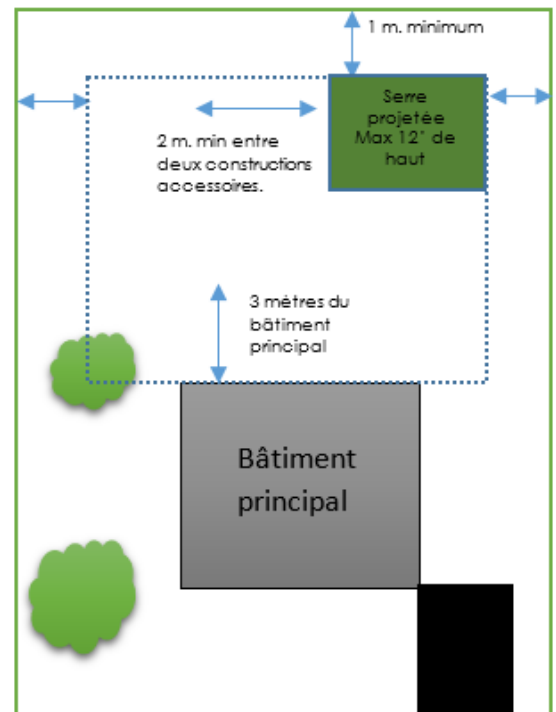 1 m. minimum
Serre
projetée
Max 12" de
haut
2 m. min entre
deux constructions
accessoires.
3 mètres du
bâtiment
principal
Bâtiment
principal